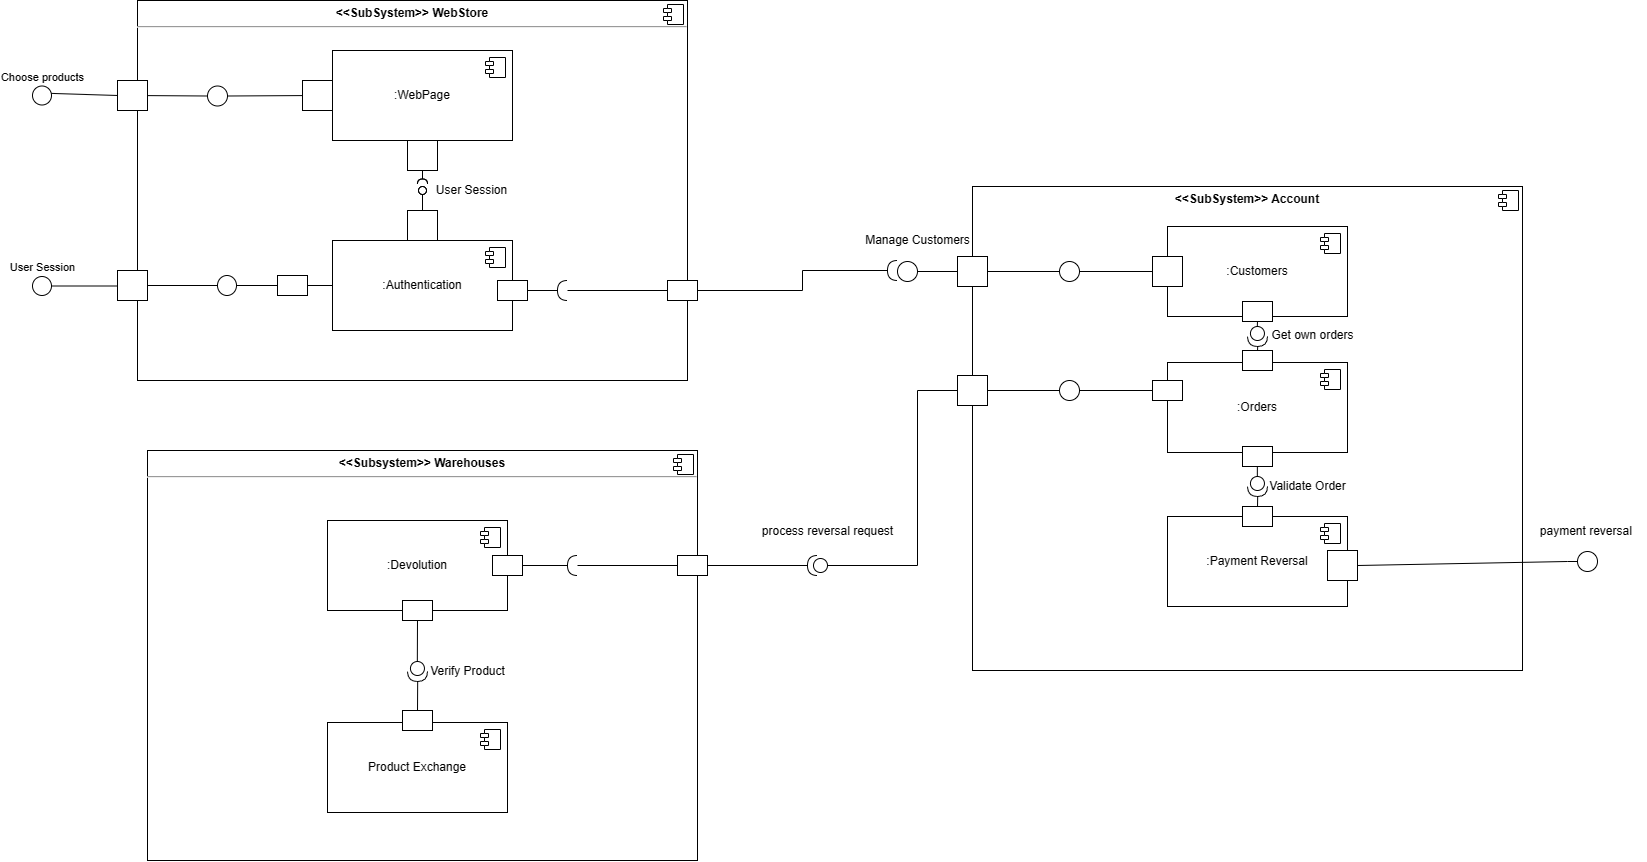 <<SubSystem>> WebStore
Choose products
:WebPage
User Session
User Session
:Authentication
Manage Customers
<<SubSystem>> Account
:Customers
Get own orders
:Orders
Validate Order
:Payment Reversal
payment reversal
<<Subsystem>> Warehouses
:Devolution
process reversal request
Verify Product
Product Exchange